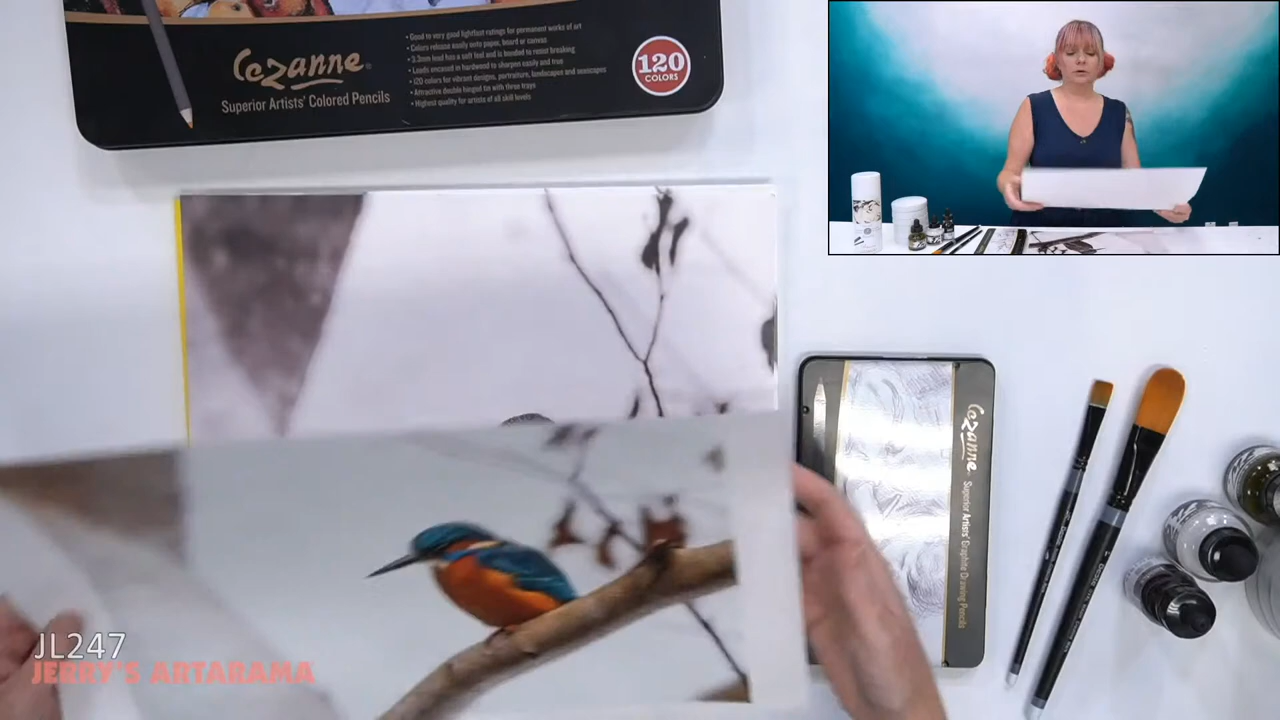 Cezanne®
Superior Artists' Colored Pencils
• Good to very good lightfast ratings for permanent works of art
• Colors release easily onto paper, board or canvas
• 3.3mm lead has a soft feel and is bonded to resist breaking
• Leads encased in hardwood to sharpen easily and true
• 120 colors for vibrant designs, portraiture, landscapes and seascapes
• Attractive double hinged tin with three trays
• Highest quality for artists of all skill levels
120
COLORS
Cezanne
Superior Artists' Graphite Drawing Pencils
JL247
JERRY'S ARTARAMA